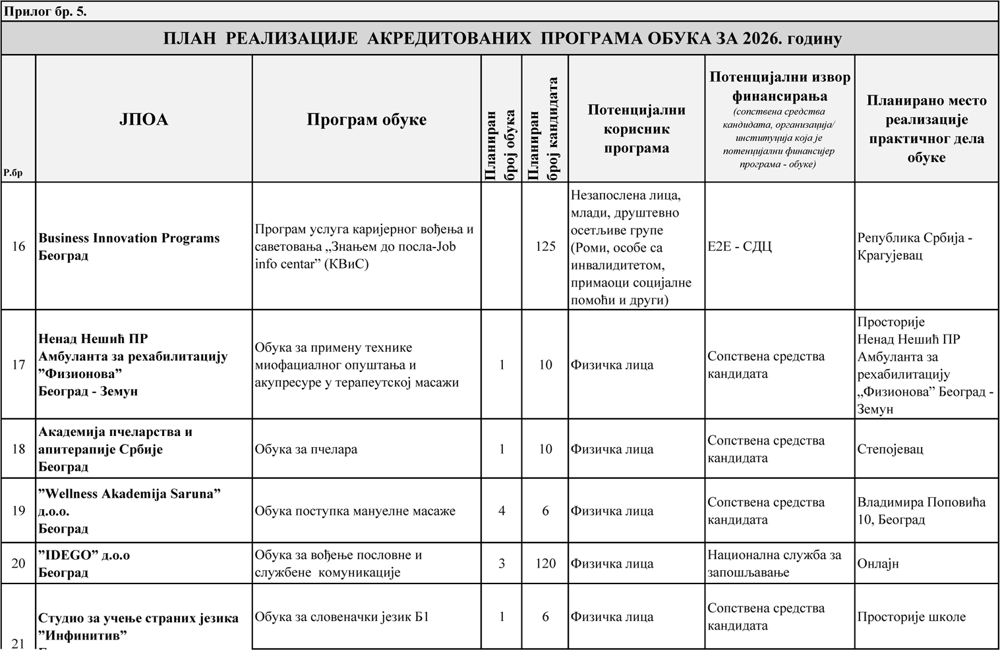 Прилог бр. 5.
ПЛАН РЕАЛИЗАЦИЈЕ АКРЕДИТОВАНИХ ПРОГРАМА ОБУКА ЗА 2026. годину
Р.бр
ЈПОА
Програм обуке
Планиран
број обука
Планиран
број кандидата
Потенцијални
корисник
програма
Потенцијални извор
финансирања
(сопствена средства
кандидата, организација/
институција која је
потенцијални финансијер
програма - обуке)
Планирано место
реализације
практичног дела
обуке
16
Business Innovation Programs
Београд
Програм услуга каријерног вођења и
саветовања „Знањем до посла-Job
info centar” (КВиС)
125
Незапослена лица,
млади, друштвено
осетљиве групе
(Роми, особе са
инвалидитетом,
примаоци социјалне
помоћи и други)
Е2Е - СДЦ
Република Србија -
Крагујевац
17
Ненад Нешић ПР
Амбуланта за рехабилитацију
”Физионова”
Београд - Земун
Обука за примену технике
миофациалног опуштања и
акупресуре у терапеутској масажи
1
10
Физичка лица
Сопствена средства
кандидата
Просторије
Ненад Нешић ПР
Амбуланта за
рехабилитацију
„Физионова” Београд -
Земун
18
Академија пчеларства и
апитерапије Србије
Београд
Обука за пчелара
1
10
Физичка лица
Сопствена средства
кандидата
Степојевац
19
”Wellness Akademija Saruna”
д.о.о.
Београд
Обука поступка мануелне масаже
4
6
Физичка лица
Сопствена средства
кандидата
Владимира Поповића
10, Београд
20
”IDEGO” д.о.о
Београд
Обука за вођење пословне и
службене комуникације
3
120
Физичка лица
Национална служба за
запошљавање
Онлајн
21
Студио за учење страних језика
”Инфинитив”
Обука за словеначки језик Б1
1
6
Физичка лица
Сопствена средства
кандидата
Просторије школе